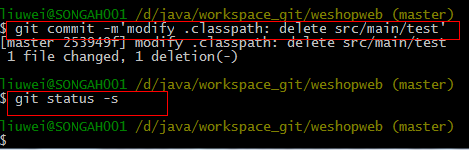 liuwei@SONGAH001 /d/java/workspace_git/weshopweb (master)
$ git commit -m'modify .classpath: delete src/main/test'
[master 253949f] modify .classpath: delete src/main/test
 1 file changed, 1 deletion(-)
liuwei@SONGAH001 /d/java/workspace_git/weshopweb (master)
$ git status -s
liuwei@SONGAH001 /d/java/workspace_git/weshopweb (master)
$